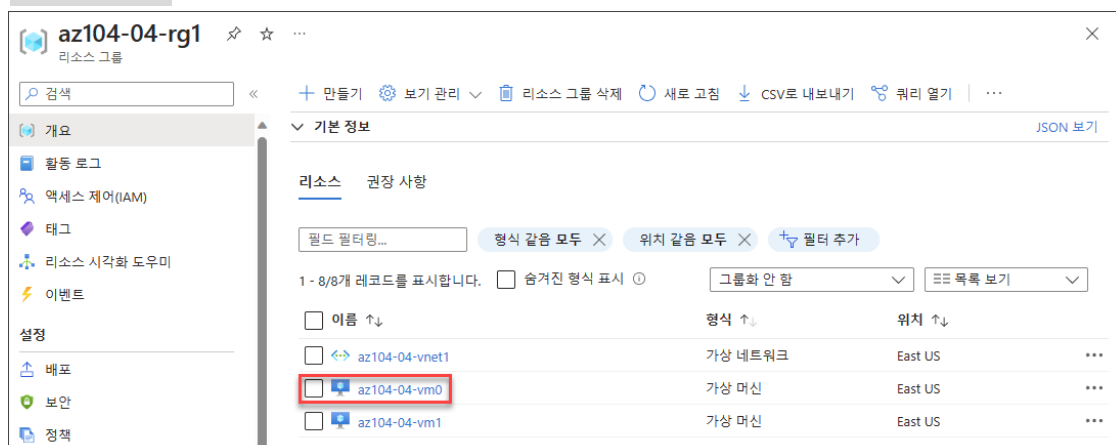 az104-04-rg1
리소스 그룹
검색
만들기 보기 관리 리소스 그룹 삭제 새로 고침 CSV로 내보내기 쿼리 열기
개요
활동 로그
액세스 제어(IAM)
태그
리소스 시각화 도우미
이벤트
설정
배포
보안
정책
기본 정보 JSON 보기
리소스 권장 사항
필드 필터링... 형식 같음 모두 위치 같음 모두 필터 추가
1 - 8/8개 레코드를 표시합니다. 숨겨진 형식 표시 그룹화 안 함 목록 보기
이름 형식 위치
az104-04-vnet1 가상 네트워크 East US
az104-04-vm0 가상 머신 East US
az104-04-vm1 가상 머신 East US